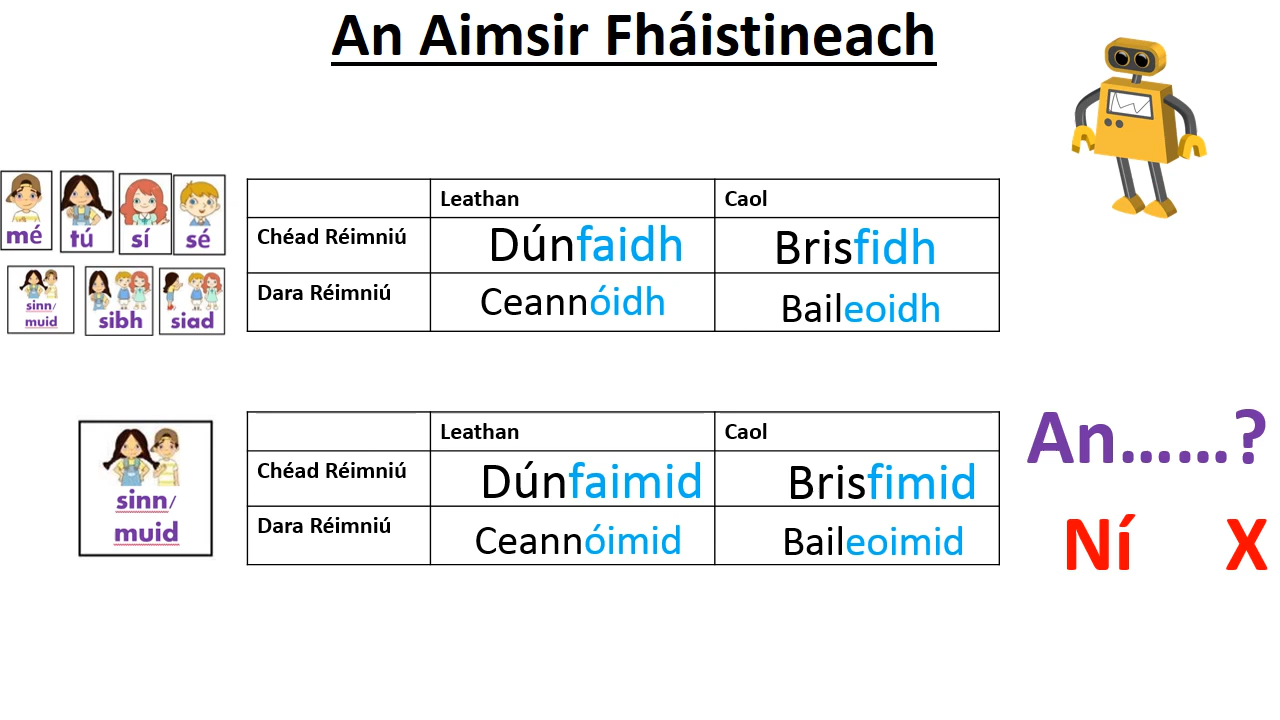 An Aimsir Fháistineach
mé tú sí sé
sinn/
muid
sibh
siad
Leathan Caol
Chéad Réimniú Dúnfaidh Brisfidh
Dara Réimniú Ceannóidh Baileoidh
sinn/
muid
Leathan Caol
Chéad Réimniú Dúnfaimid Brisfimid
Dara Réimniú Ceannóimid Baileoimid
An......?
Ní X